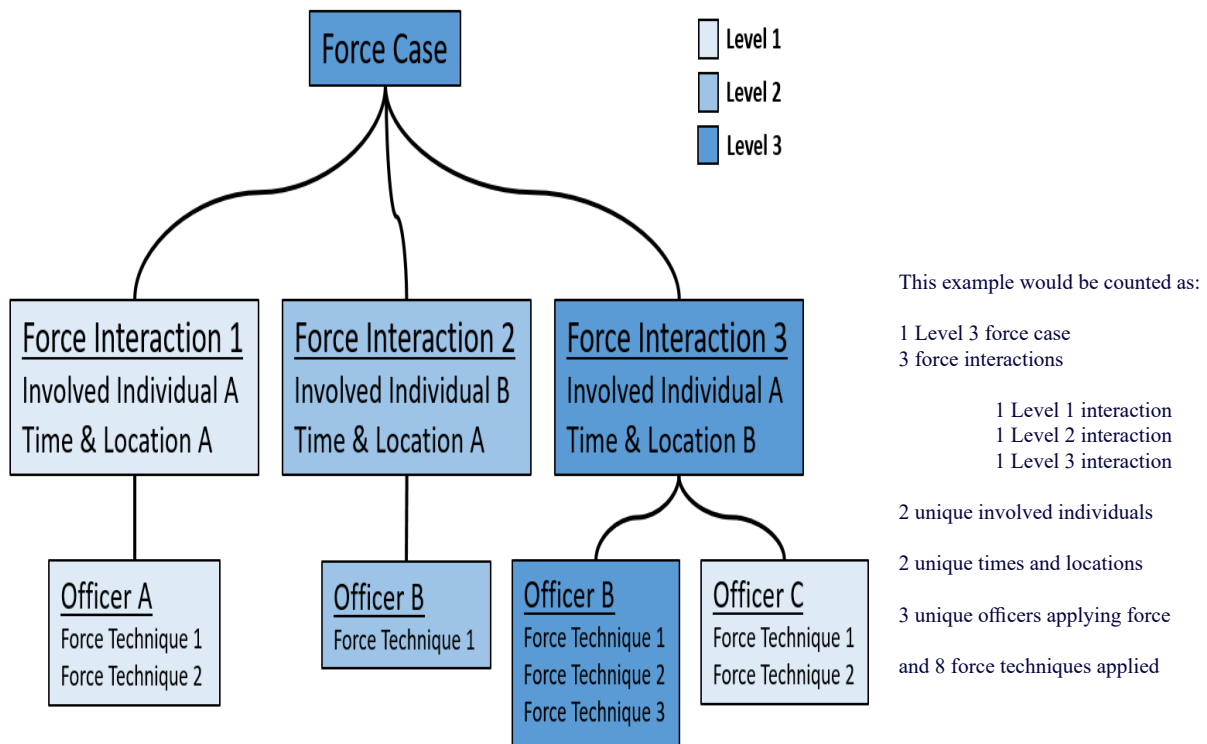 Force Case
Level 1
Level 2
Level 3
Force Interaction 1
Involved Individual A
Time & Location A
Force Interaction 2
Involved Individual B
Time & Location A
Force Interaction 3
Involved Individual A
Time & Location B
Officer A
Force Technique 1
Force Technique 2
Officer B
Force Technique 1
Officer B
Force Technique 1
Force Technique 2
Force Technique 3
Officer C
Force Technique 1
Force Technique 2
This example would be counted as:
1 Level 3 force case
3 force interactions
1 Level 1 interaction
1 Level 2 interaction
1 Level 3 interaction
2 unique involved individuals
2 unique times and locations
3 unique officers applying force
and 8 force techniques applied